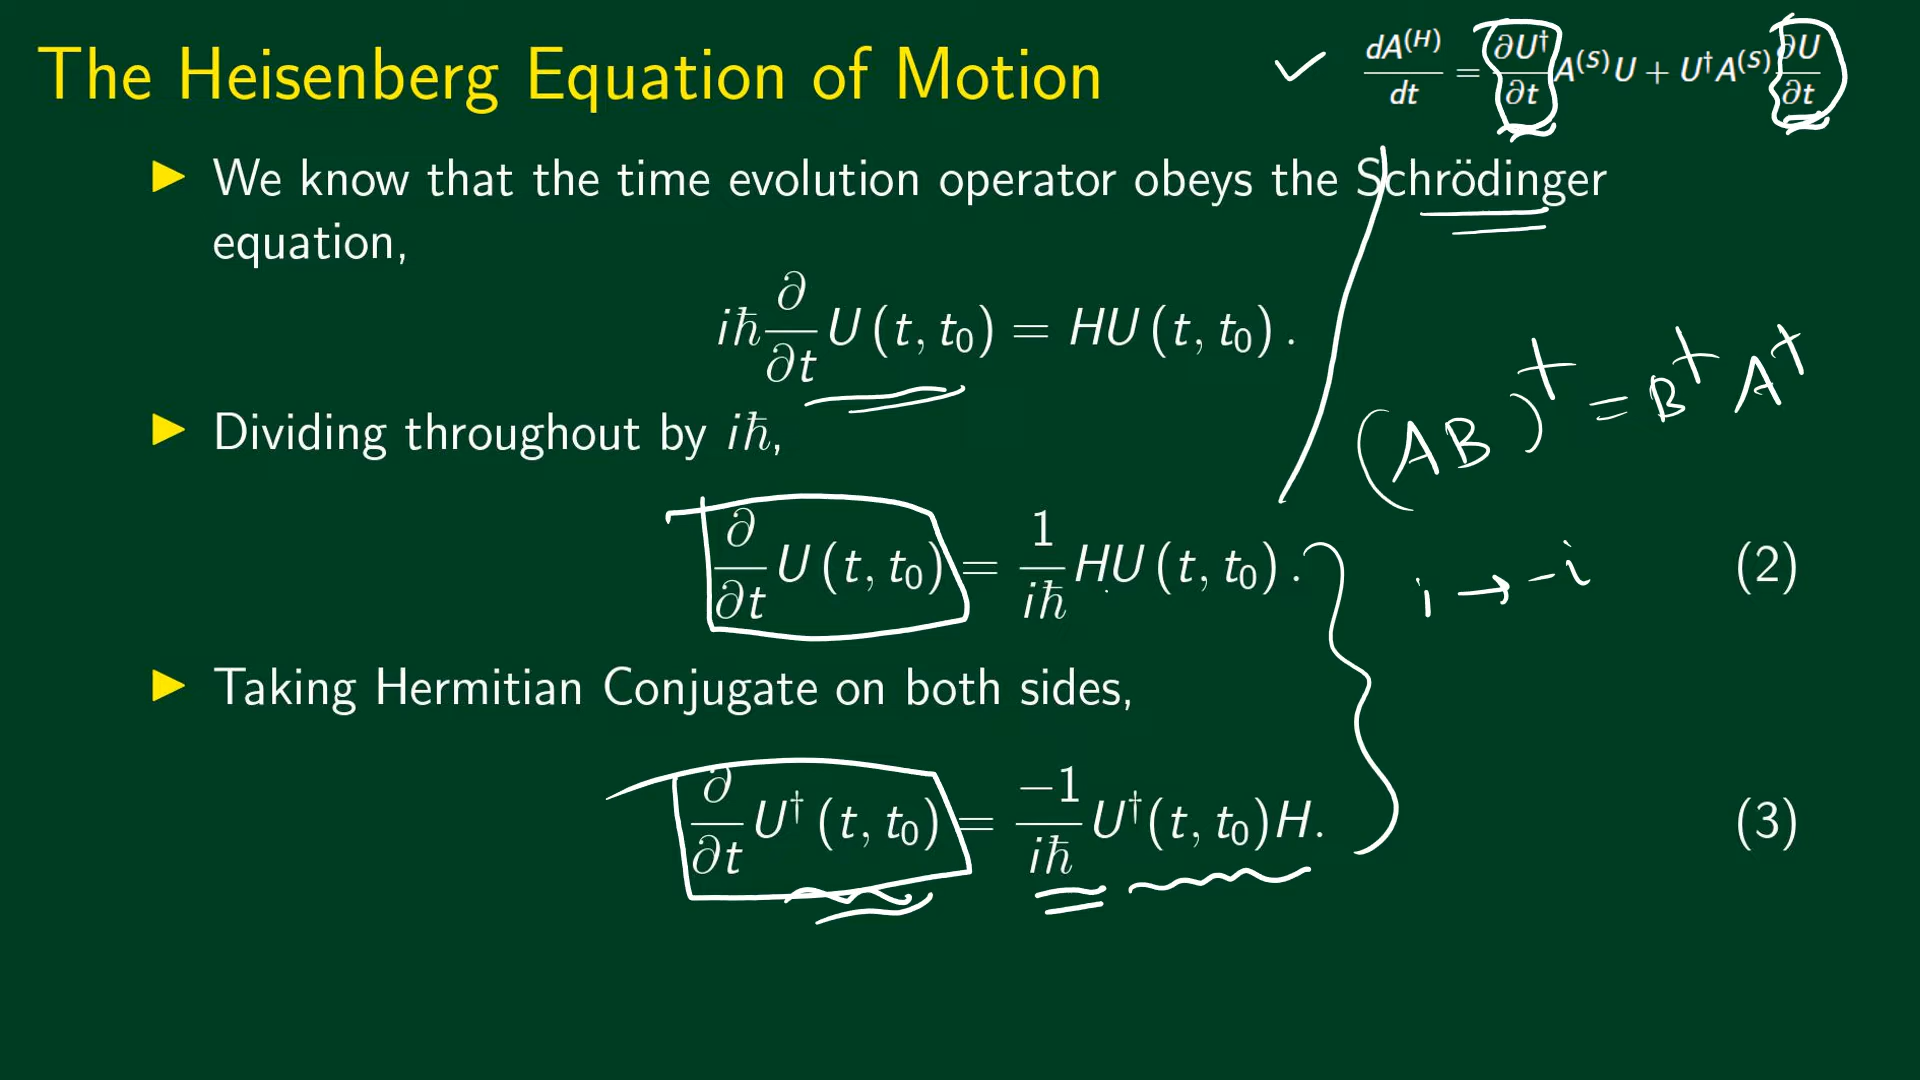 The Heisenberg Equation of Motion
✓ dA^(H)/dt = ∂U†/∂t A^(S) U + U† A^(S) ∂U/∂t
▶ We know that the time evolution operator obeys the Schrödinger
equation,
iħ ∂/∂t U (t, t₀) = HU (t, t₀) .
(AB)† = B† A†
▶ Dividing throughout by iħ,
∂/∂t U (t, t₀) = 1/iħ HU (t, t₀) . (2)
i → -i
▶ Taking Hermitian Conjugate on both sides,
∂/∂t U† (t, t₀) = −1/iħ U†(t, t₀)H. (3)